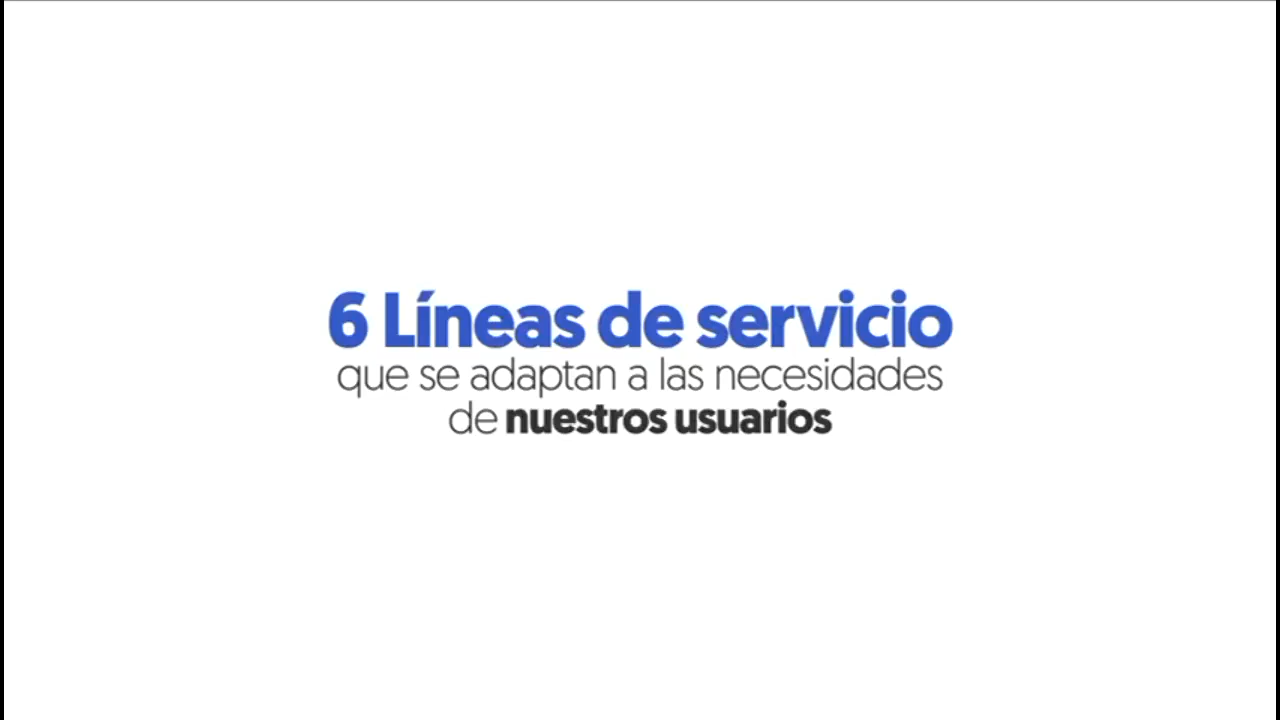 6 Líneas de servicio
que se adaptan a las necesidades
de nuestros usuarios